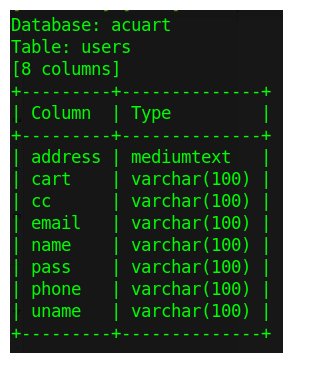 Database: acuart
Table: users
[8 columns]
+---------+--------------+
| Column  | Type         |
+---------+--------------+
| address | mediumtext   |
| cart    | varchar(100) |
| cc      | varchar(100) |
| email   | varchar(100) |
| name    | varchar(100) |
| pass    | varchar(100) |
| phone   | varchar(100) |
| uname   | varchar(100) |
+---------+--------------+